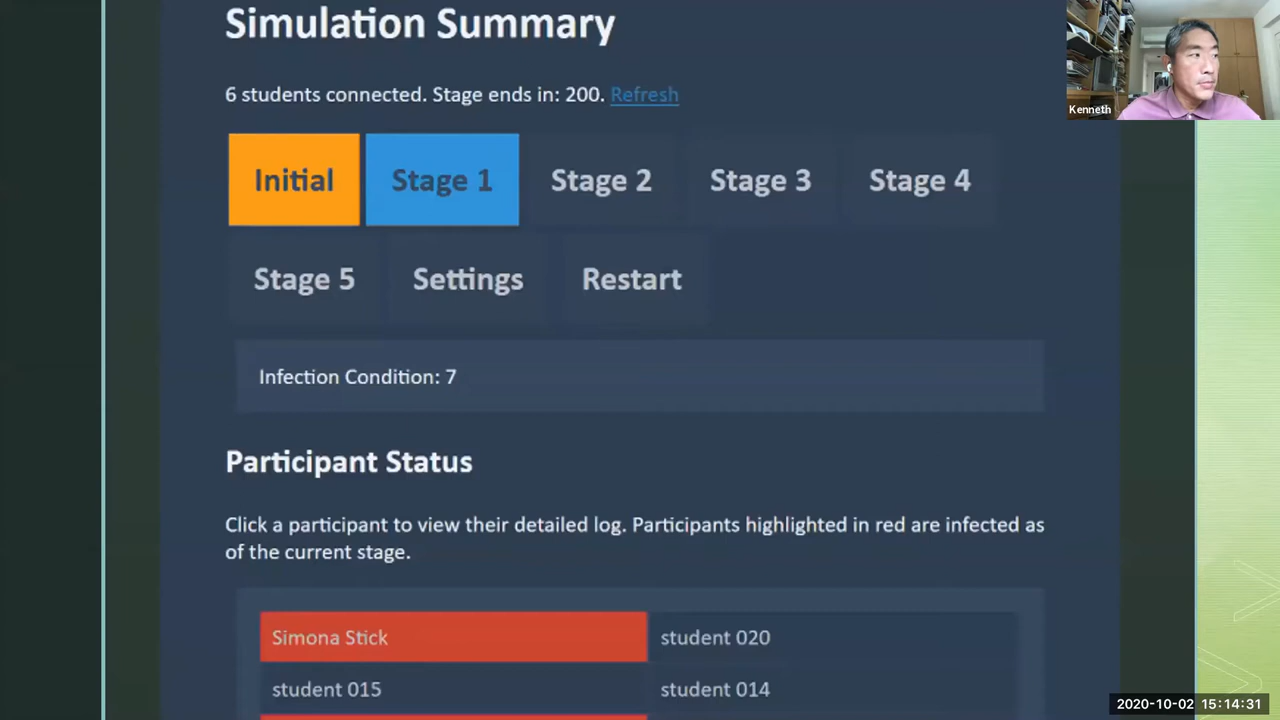 Simulation Summary
6 students connected. Stage ends in: 200. Refresh
Initial Stage 1 Stage 2 Stage 3 Stage 4
Stage 5 Settings Restart
Infection Condition: 7
Participant Status
Click a participant to view their detailed log. Participants highlighted in red are infected as
of the current stage.
Simona Stick student 020
student 015 student 014
Kenneth
2020-10-02 15:14:31